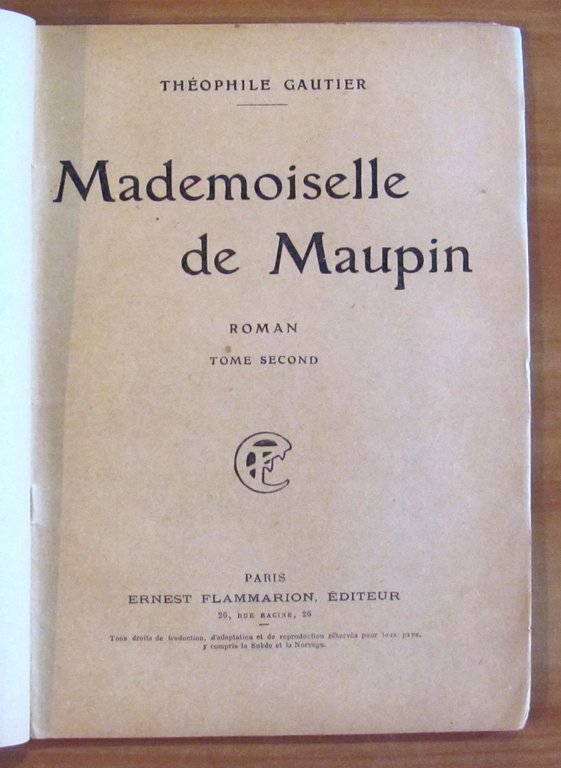 THÉOPHILE GAUTIER
Mademoiselle
de Maupin
ROMAN
TOME SECOND
PARIS
ERNEST FLAMMARION, ÉDITEUR
26, RUE RACINE, 26
Tous droits de traduction, d'adaptation et de reproduction réservés pour tous pays,
y compris la Suède et la Norvège.